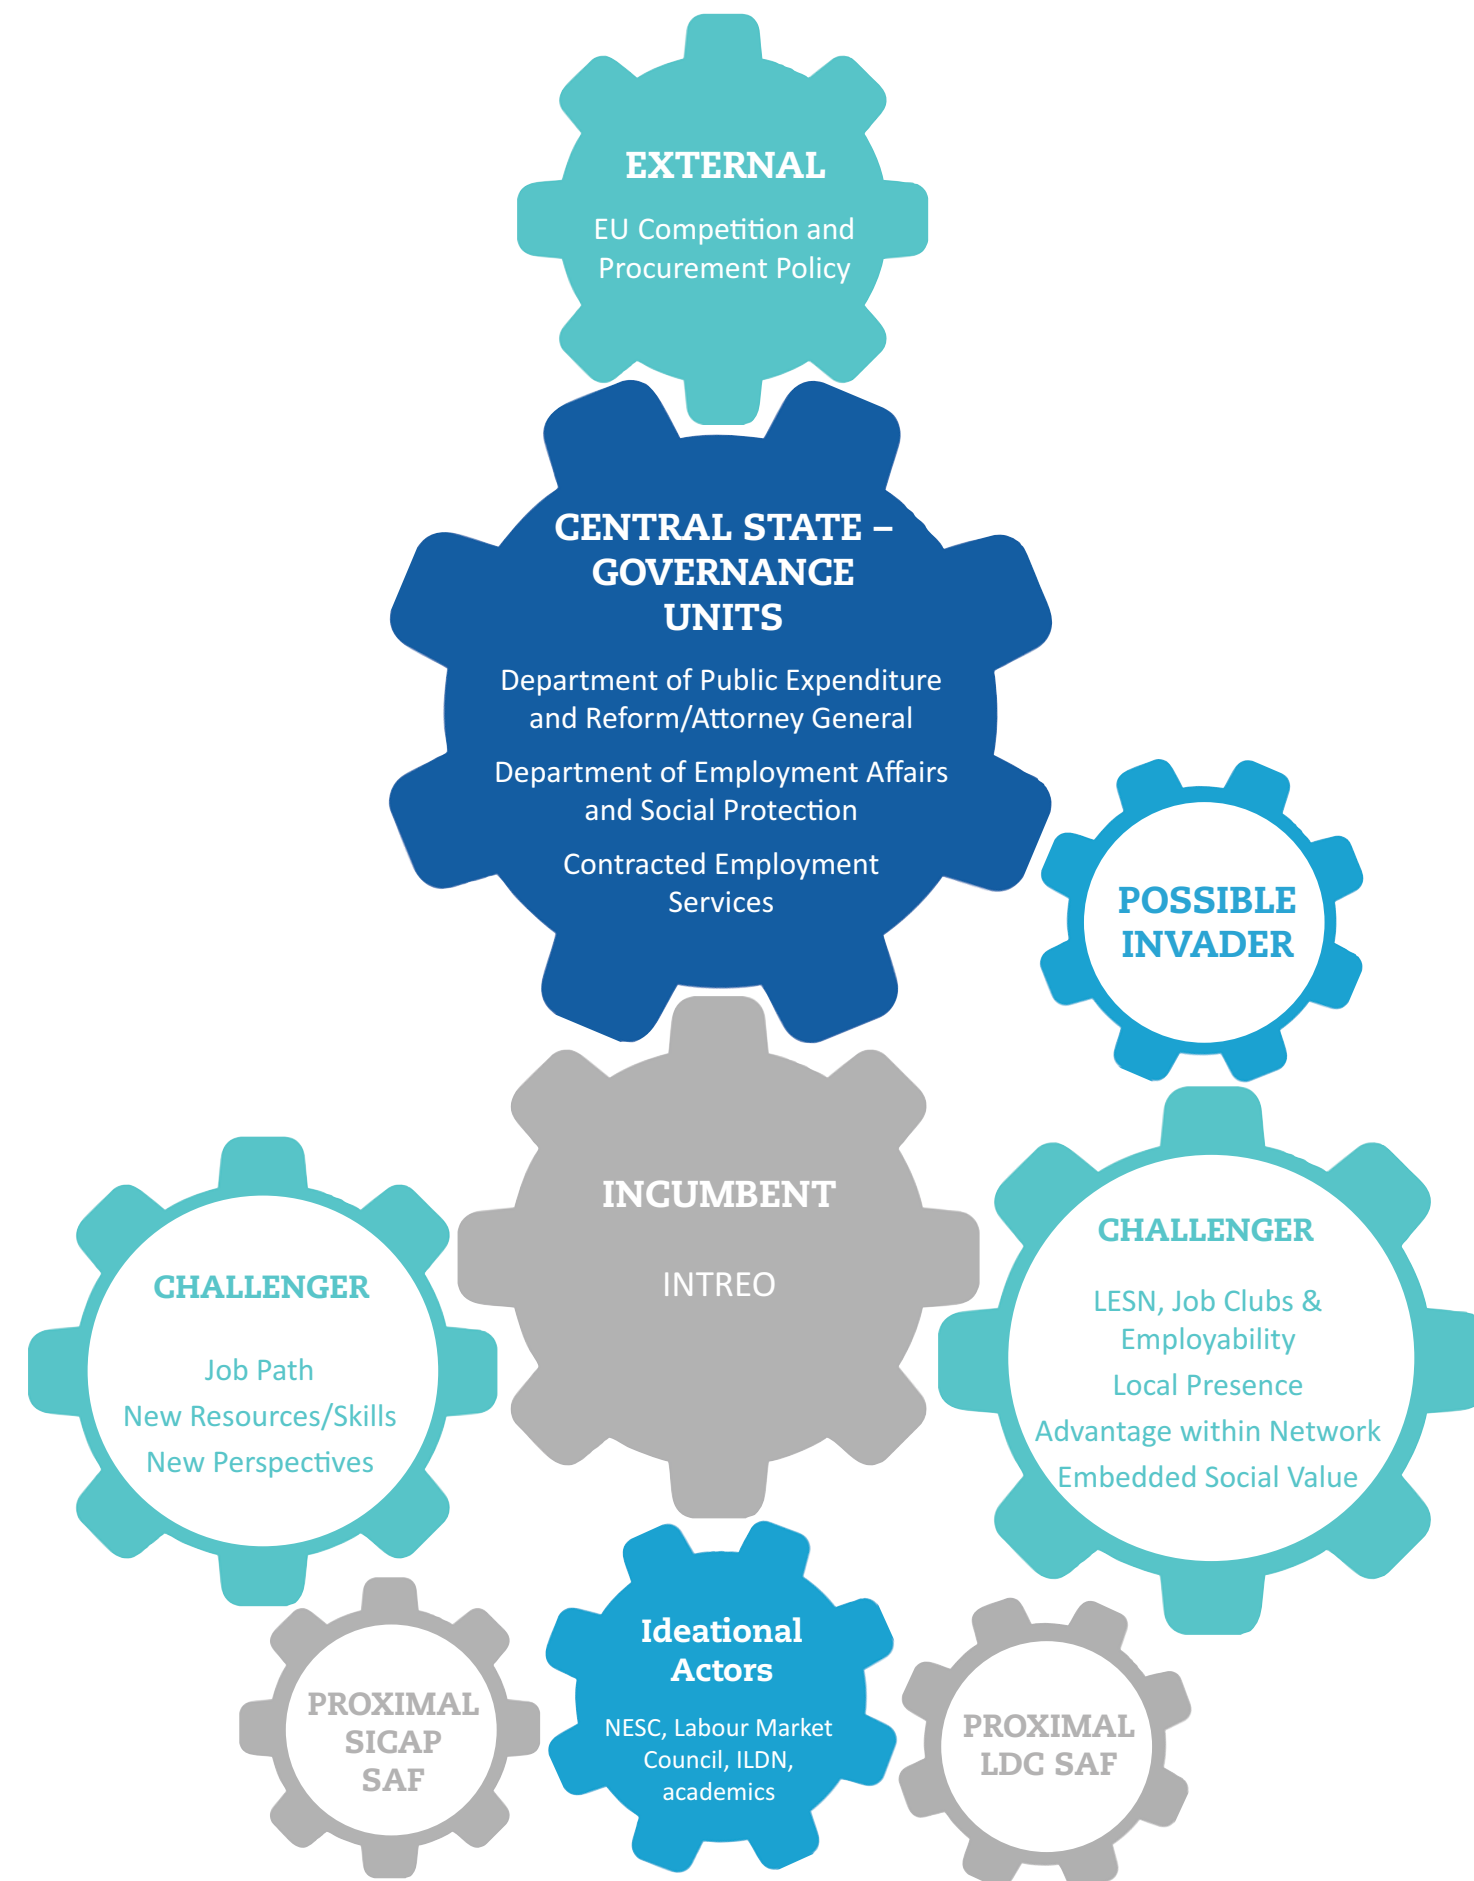 EXTERNAL
EU Competition and
Procurement Policy
CENTRAL STATE –
GOVERNANCE
UNITS
Department of Public Expenditure
and Reform/Attorney General
Department of Employment Affairs
and Social Protection
Contracted Employment
Services
POSSIBLE
INVADER
INCUMBENT
INTREO
CHALLENGER
Job Path
New Resources/Skills
New Perspectives
CHALLENGER
LESN, Job Clubs &
Employability
Local Presence
Advantage within Network
Embedded Social Value
PROXIMAL
SICAP
SAF
Ideational
Actors
NESC, Labour Market
Council, ILDN,
academics
PROXIMAL
LDC SAF